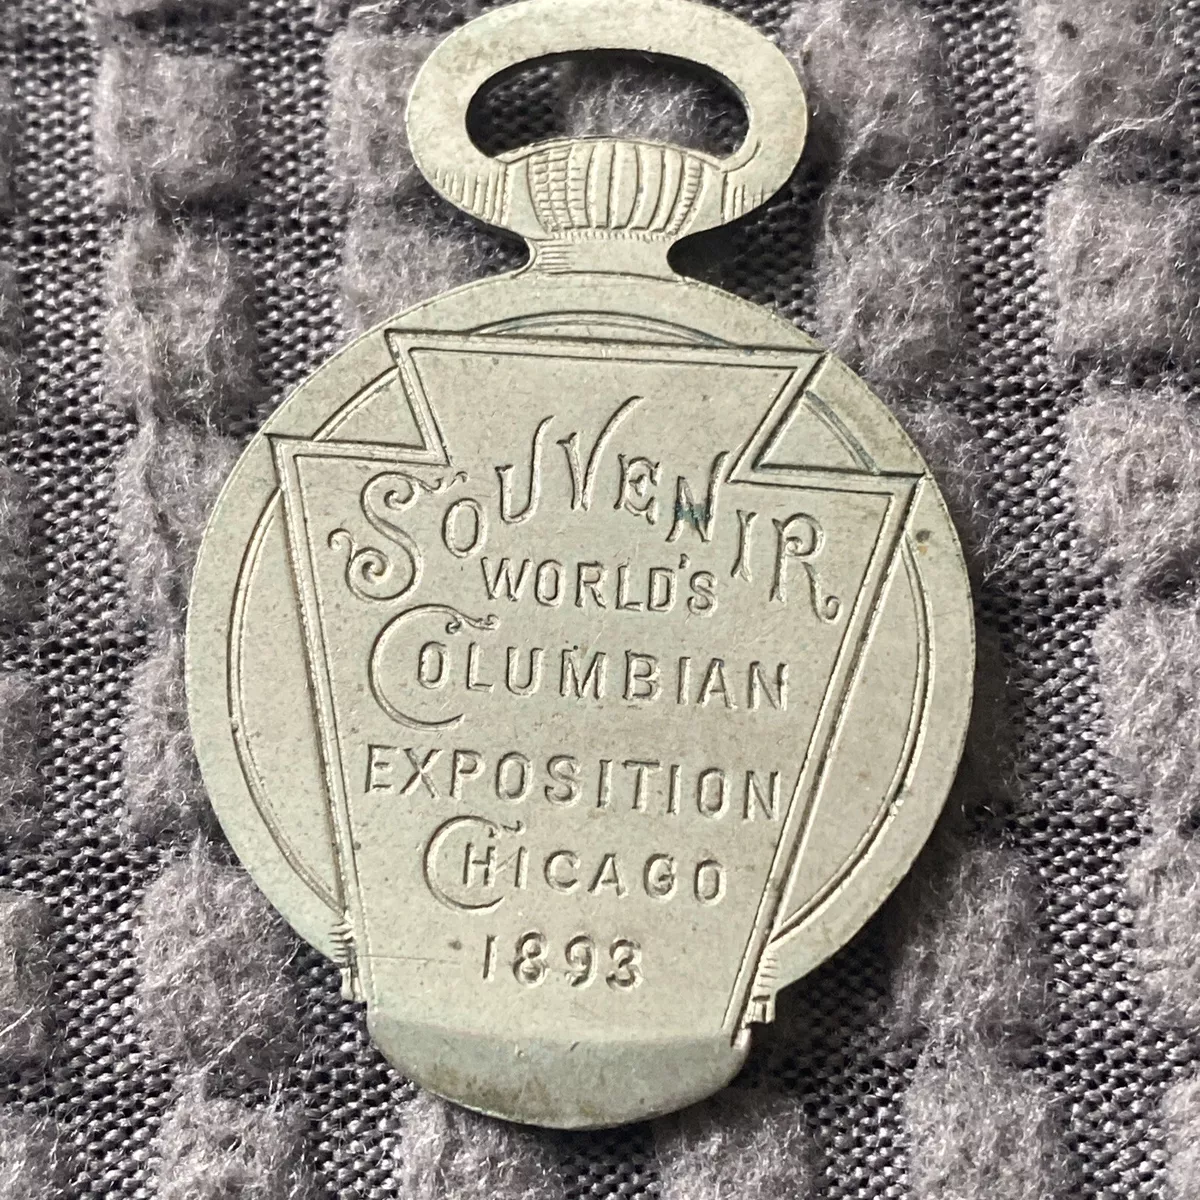 SOUVENIR
WORLD'S
COLUMBIAN
EXPOSITION
CHICAGO
1893